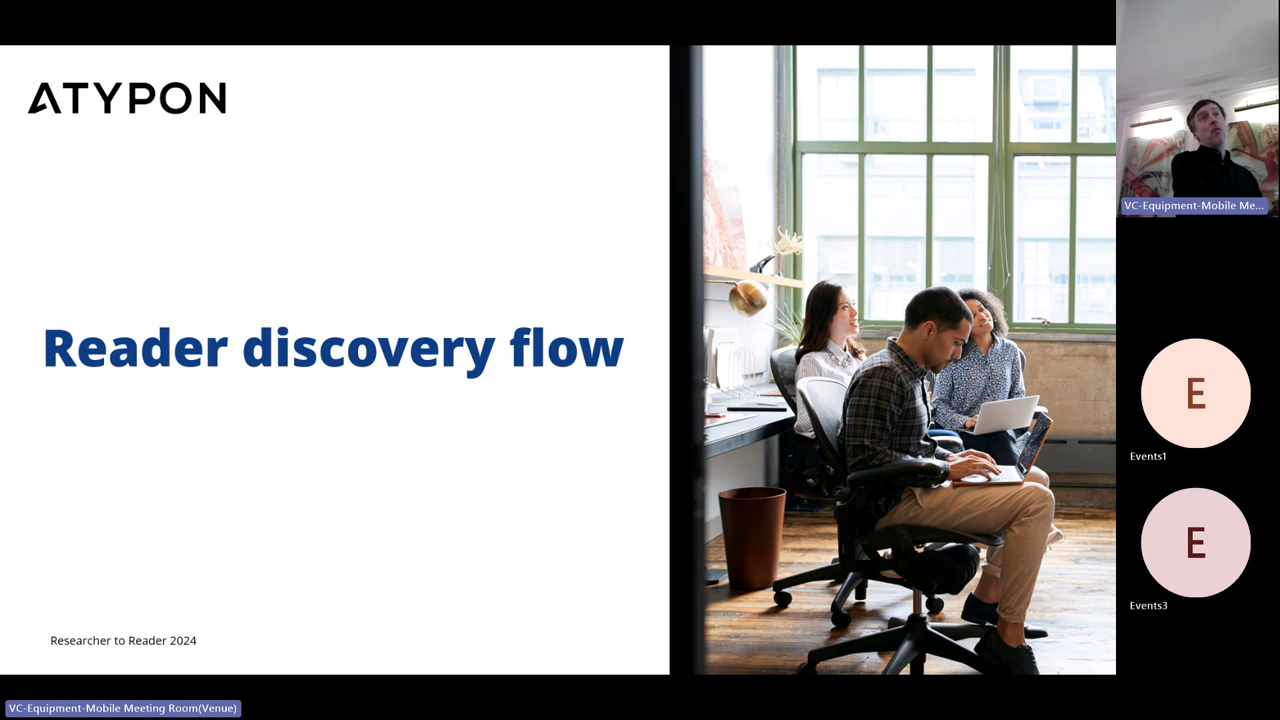 ATYPON
Reader discovery flow
Researcher to Reader 2024
VC-Equipment-Mobile Meeting Room(Venue)
VC-Equipment-Mobile Me...
E
Events1
E
Events3